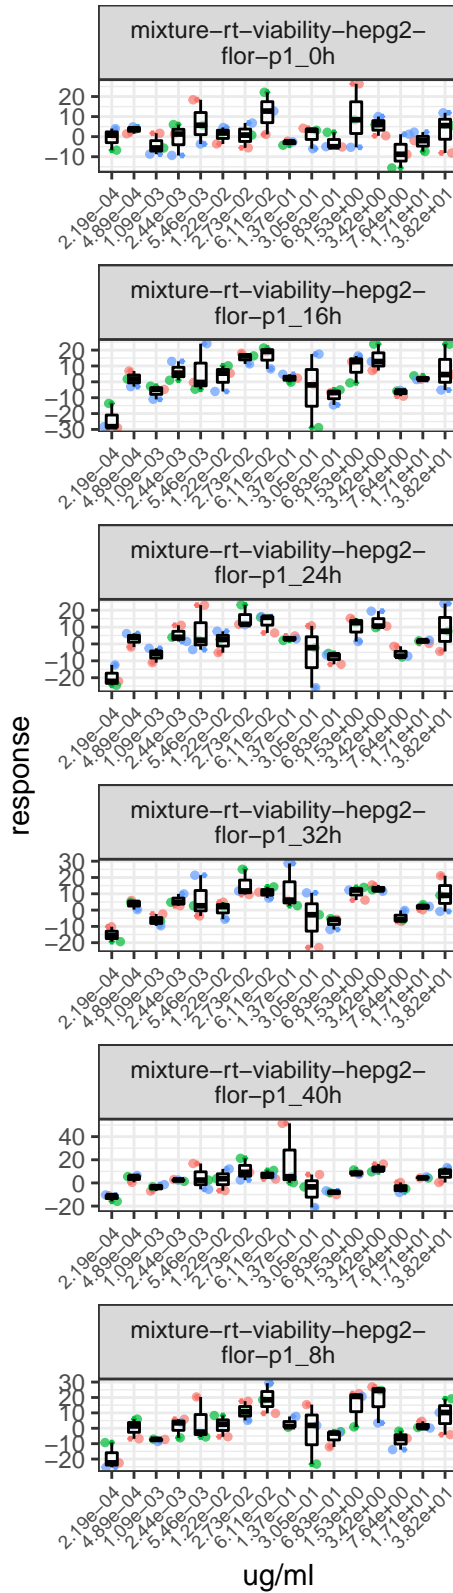 mixture−rt−viability−hepg2−
flor−p1_0h
20
10
0
−10
2.19e−04
4.89e−04
1.09e−03
2.44e−03
5.46e−03
1.22e−02
2.73e−02
6.11e−02
1.37e−01
3.05e−01
6.83e−01
1.53e+00
3.42e+00
7.64e+00
1.71e+01
3.82e+01
mixture−rt−viability−hepg2−
flor−p1_16h
20
10
0
−10
−20
−30
2.19e−04
4.89e−04
1.09e−03
2.44e−03
5.46e−03
1.22e−02
2.73e−02
6.11e−02
1.37e−01
3.05e−01
6.83e−01
1.53e+00
3.42e+00
7.64e+00
1.71e+01
3.82e+01
mixture−rt−viability−hepg2−
flor−p1_24h
20
10
0
−10
−20
2.19e−04
4.89e−04
1.09e−03
2.44e−03
5.46e−03
1.22e−02
2.73e−02
6.11e−02
1.37e−01
3.05e−01
6.83e−01
1.53e+00
3.42e+00
7.64e+00
1.71e+01
3.82e+01
response
mixture−rt−viability−hepg2−
flor−p1_32h
30
20
10
0
−10
−20
2.19e−04
4.89e−04
1.09e−03
2.44e−03
5.46e−03
1.22e−02
2.73e−02
6.11e−02
1.37e−01
3.05e−01
6.83e−01
1.53e+00
3.42e+00
7.64e+00
1.71e+01
3.82e+01
mixture−rt−viability−hepg2−
flor−p1_40h
40
20
0
−20
2.19e−04
4.89e−04
1.09e−03
2.44e−03
5.46e−03
1.22e−02
2.73e−02
6.11e−02
1.37e−01
3.05e−01
6.83e−01
1.53e+00
3.42e+00
7.64e+00
1.71e+01
3.82e+01
mixture−rt−viability−hepg2−
flor−p1_8h
30
20
10
0
−10
−20
2.19e−04
4.89e−04
1.09e−03
2.44e−03
5.46e−03
1.22e−02
2.73e−02
6.11e−02
1.37e−01
3.05e−01
6.83e−01
1.53e+00
3.42e+00
7.64e+00
1.71e+01
3.82e+01
ug/ml